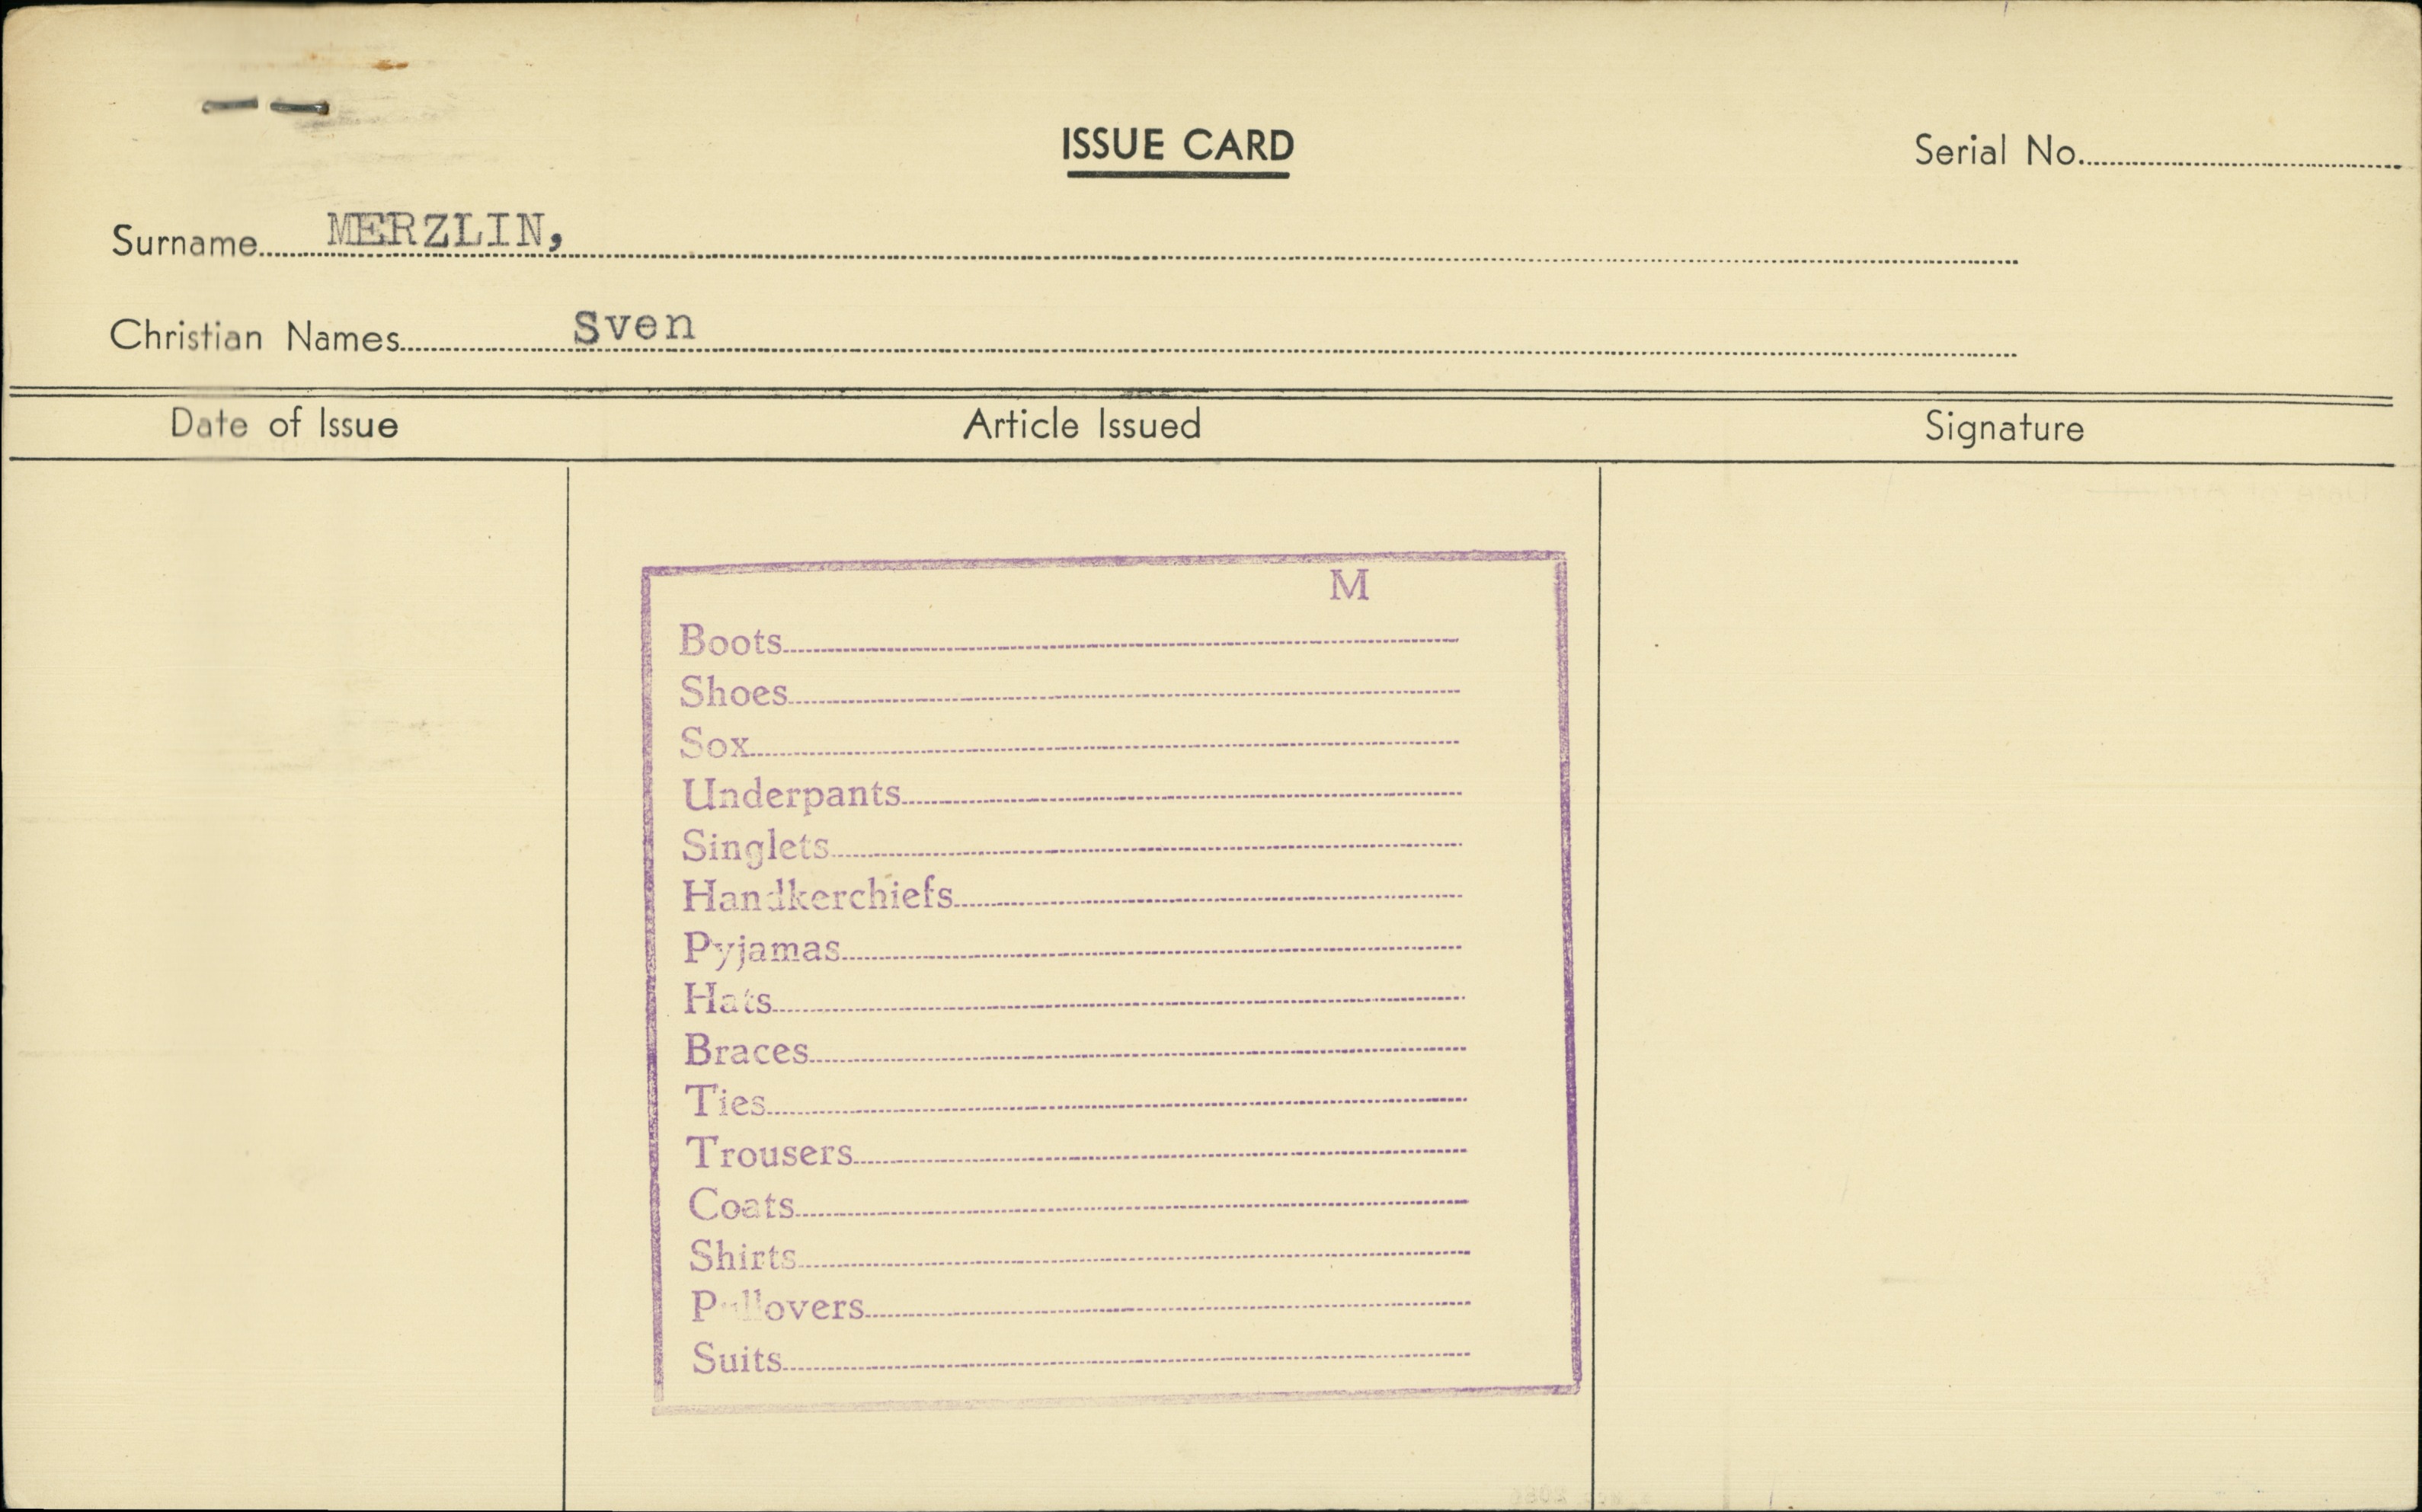 ISSUE CARD
Serial No.
Surname MERZLIN,
Christian Names Sven
Date of Issue Article Issued Signature
M
Boots
Shoes
Sox
Underpants
Singlets
Handkerchiefs
Pyjamas
Hats
Braces
Ties
Trousers
Coats
Shirts
Pullovers
Suits